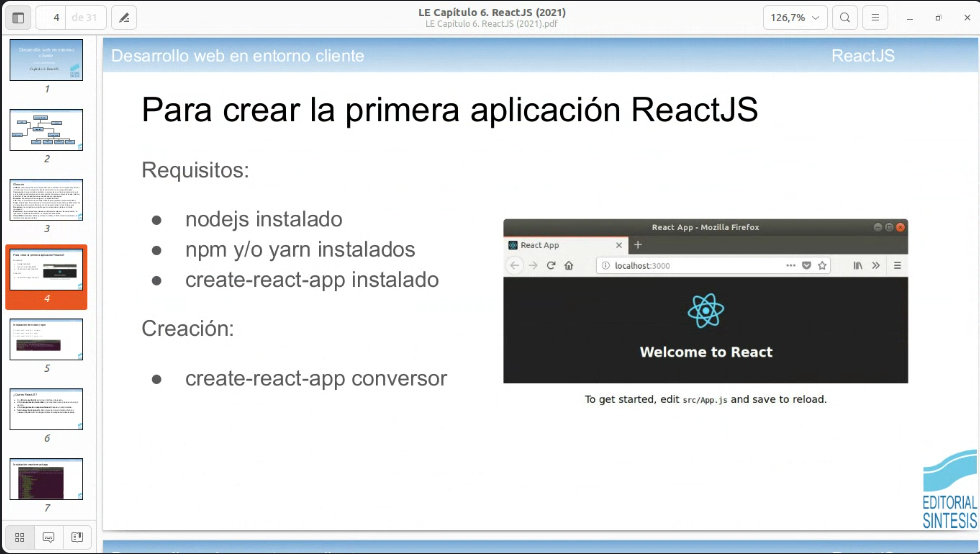 4
de 31
LE Capítulo 6. ReactJS (2021)
LE Capítulo 6. ReactJS (2021).pdf
126,7%
1
2
3
4
5
6
7
Desarrollo web en entorno cliente
ReactJS
Para crear la primera aplicación ReactJS
Requisitos:
● nodejs instalado
● npm y/o yarn instalados
● create-react-app instalado
Creación:
● create-react-app conversor
React App - Mozilla Firefox
React App
localhost:3000
Welcome to React
To get started, edit src/App.js and save to reload.
EDITORIAL
SINTESIS